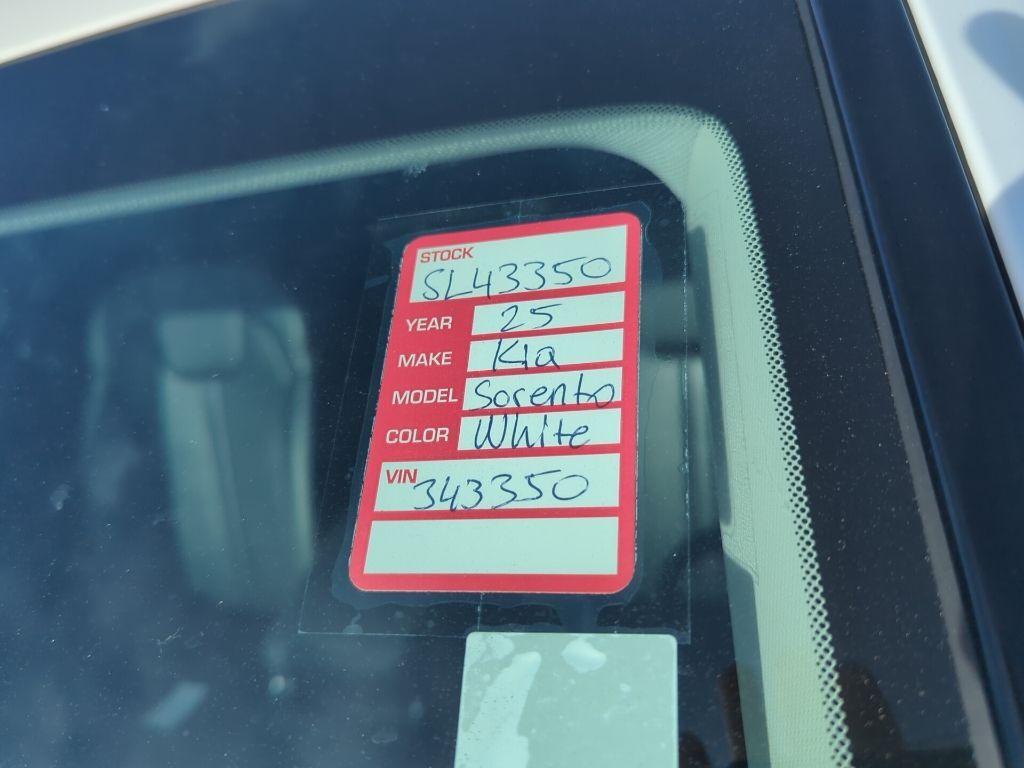 STOCK
SL43350
YEAR 25
MAKE Kia
MODEL Sorento
COLOR White
VIN 343350